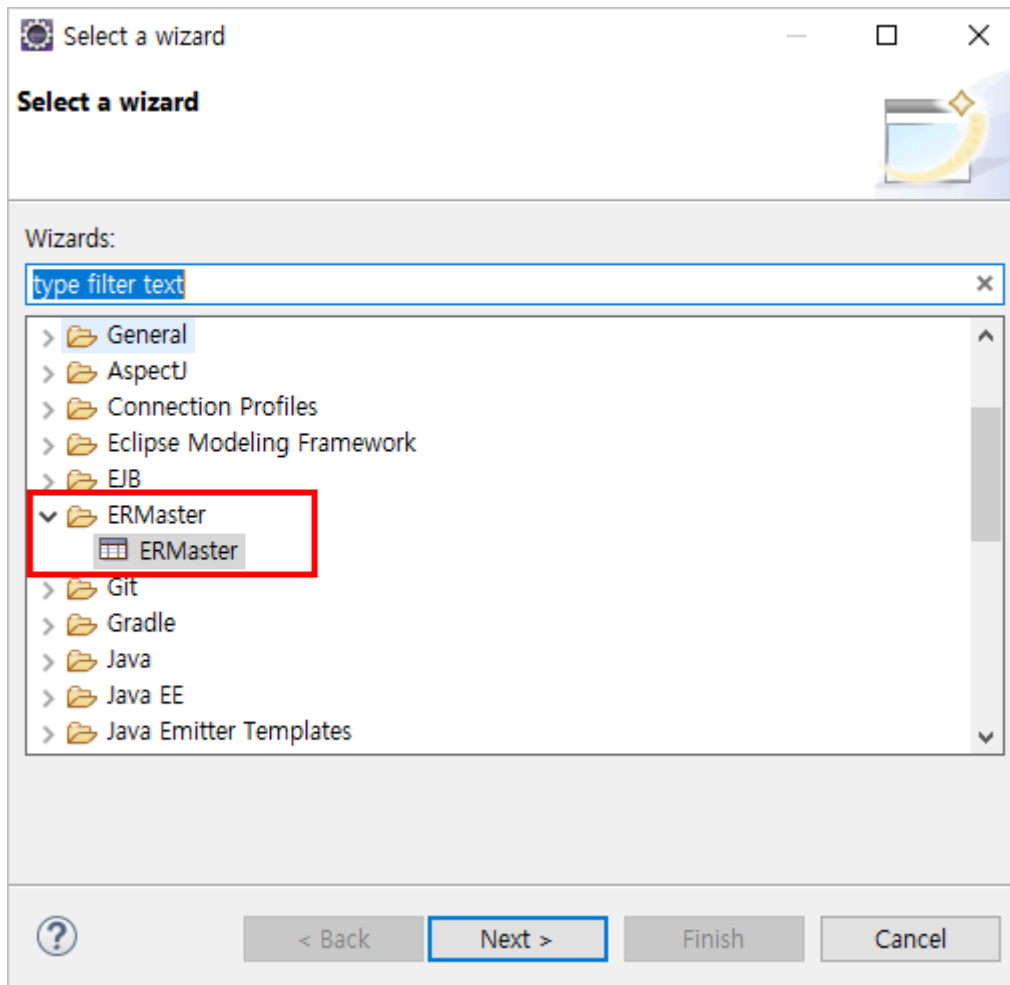 Select a wizard
Select a wizard
Wizards:
type filter text
General
AspectJ
Connection Profiles
Eclipse Modeling Framework
EJB
ERMaster
ERMaster
Git
Gradle
Java
Java EE
Java Emitter Templates
? < Back Next > Finish Cancel